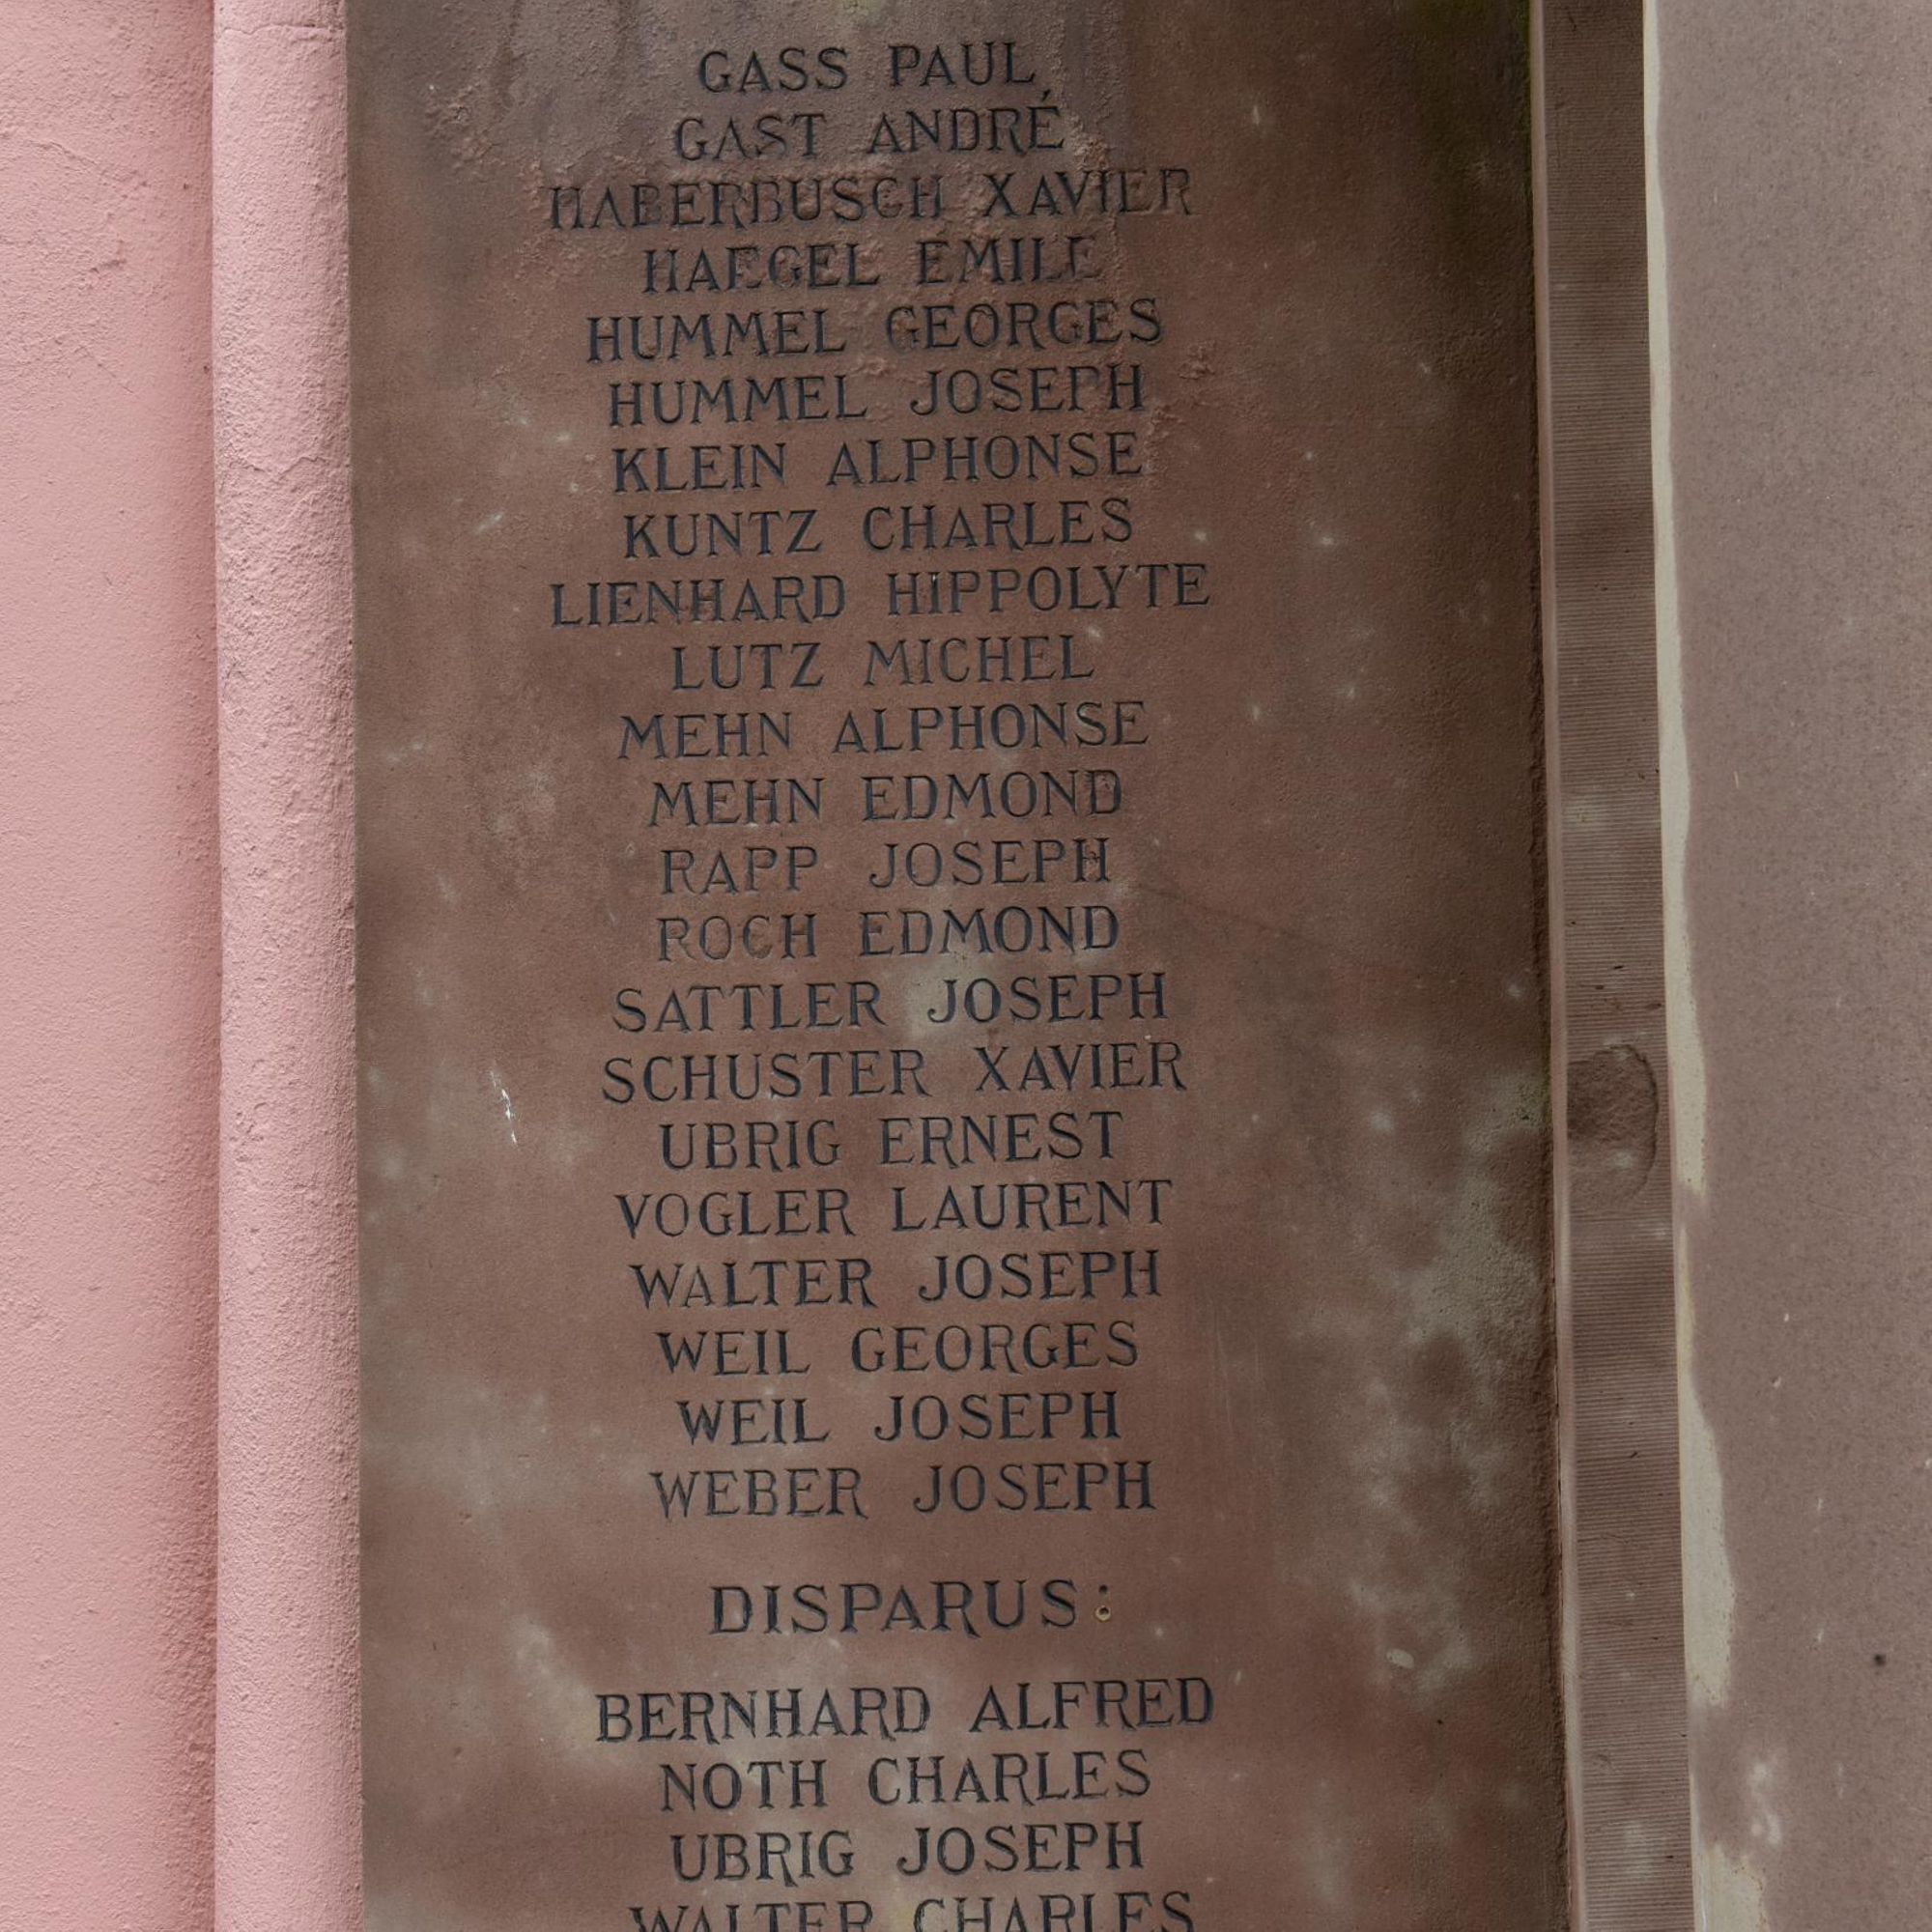 GASS PAUL
GAST ANDRÉ
HABERBUSCH XAVIER
HAEGEL EMILE
HUMMEL GEORGES
HUMMEL JOSEPH
KLEIN ALPHONSE
KUNTZ CHARLES
LIENHARD HIPPOLYTE
LUTZ MICHEL
MEHN ALPHONSE
MEHN EDMOND
RAPP JOSEPH
ROCH EDMOND
SATTLER JOSEPH
SCHUSTER XAVIER
UBRIG ERNEST
VOGLER LAURENT
WALTER JOSEPH
WEIL GEORGES
WEIL JOSEPH
WEBER JOSEPH
DISPARUS:
BERNHARD ALFRED
NOTH CHARLES
UBRIG JOSEPH
WALTER CHARLES